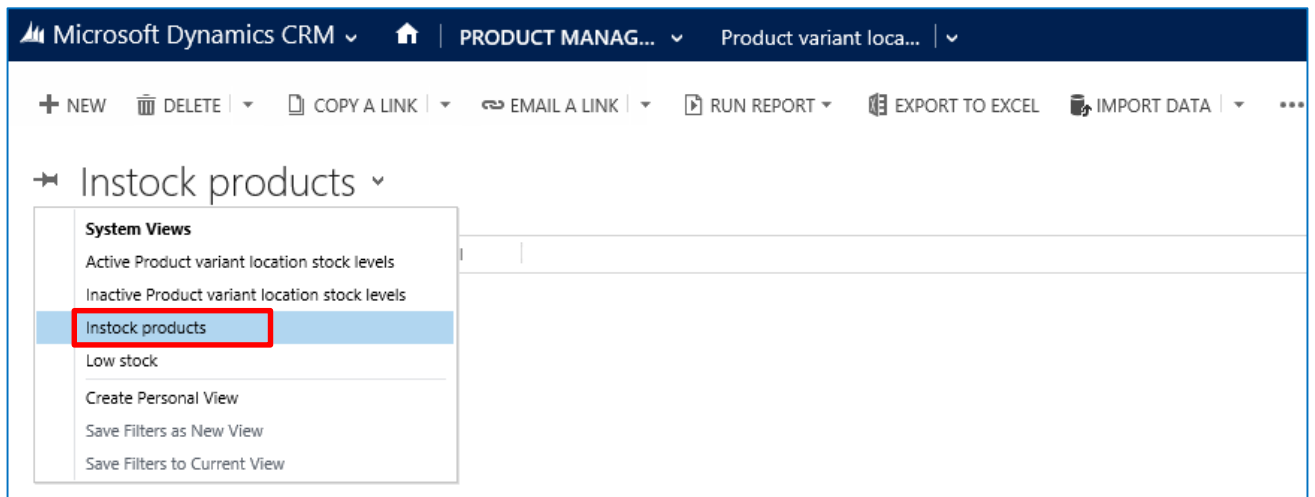 Microsoft Dynamics CRM PRODUCT MANAG... Product variant loca...
NEW DELETE COPY A LINK EMAIL A LINK RUN REPORT EXPORT TO EXCEL IMPORT DATA ...
Instock products
System Views
Active Product variant location stock levels
Inactive Product variant location stock levels
Instock products
Low stock
Create Personal View
Save Filters as New View
Save Filters to Current View